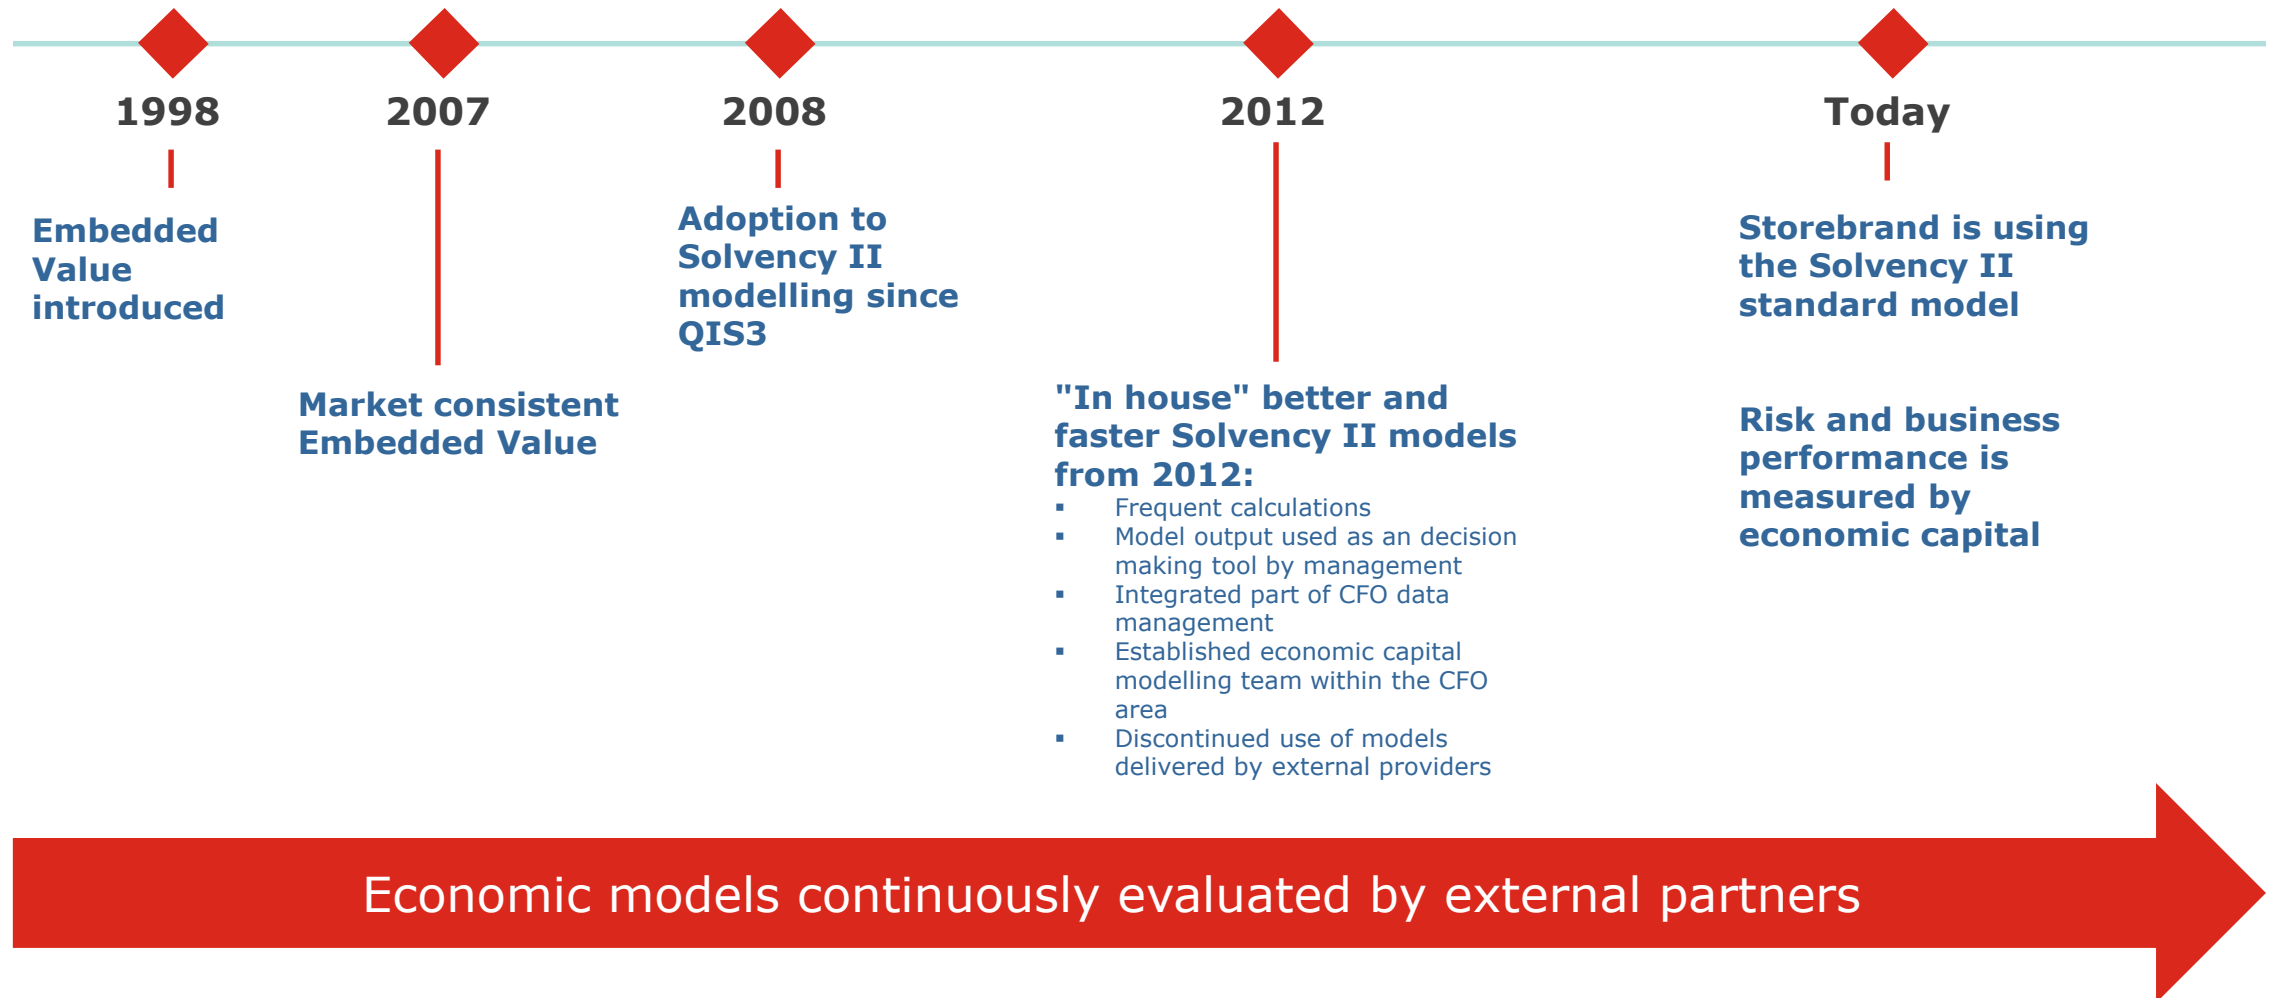 1998
2007
2008
2012
Today
Embedded
Value
introduced
Market consistent
Embedded Value
Adoption to
Solvency II
modelling since
QIS3
"In house" better and
faster Solvency II models
from 2012:
▪ Frequent calculations
▪ Model output used as an decision
making tool by management
▪ Integrated part of CFO data
management
▪ Established economic capital
modelling team within the CFO
area
▪ Discontinued use of models
delivered by external providers
Storebrand is using
the Solvency II
standard model
Risk and business
performance is
measured by
economic capital
Economic models continuously evaluated by external partners